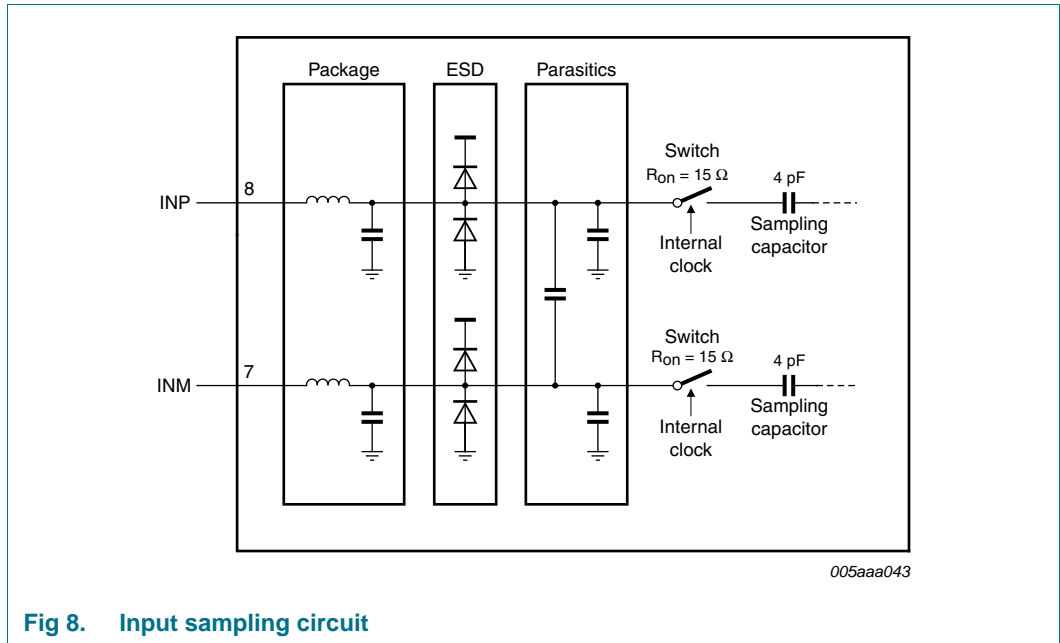 Package
ESD
Parasitics
Switch
Ron = 15 Ω
4 pF
INP
8
Internal
clock
Sampling
capacitor
Switch
Ron = 15 Ω
4 pF
INM
7
Internal
clock
Sampling
capacitor
005aaa043
Fig 8. Input sampling circuit